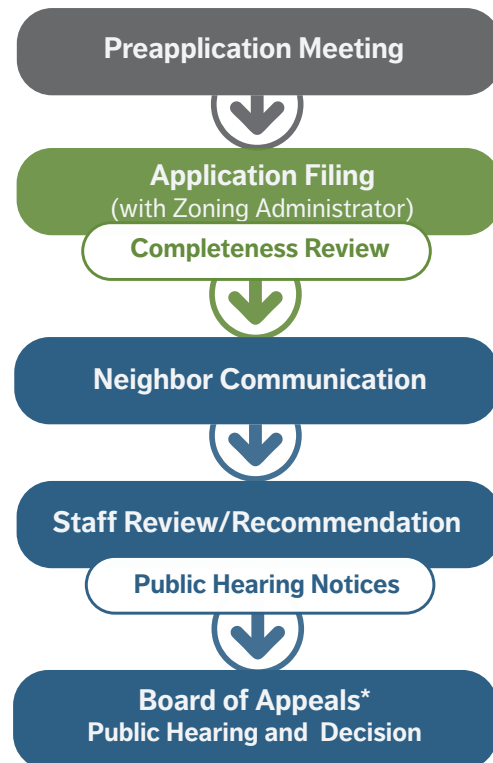 Preapplication Meeting
Application Filing
(with Zoning Administrator)
Completeness Review
Neighbor Communication
Staff Review/Recommendation
Public Hearing Notices
Board of Appeals*
Public Hearing and Decision